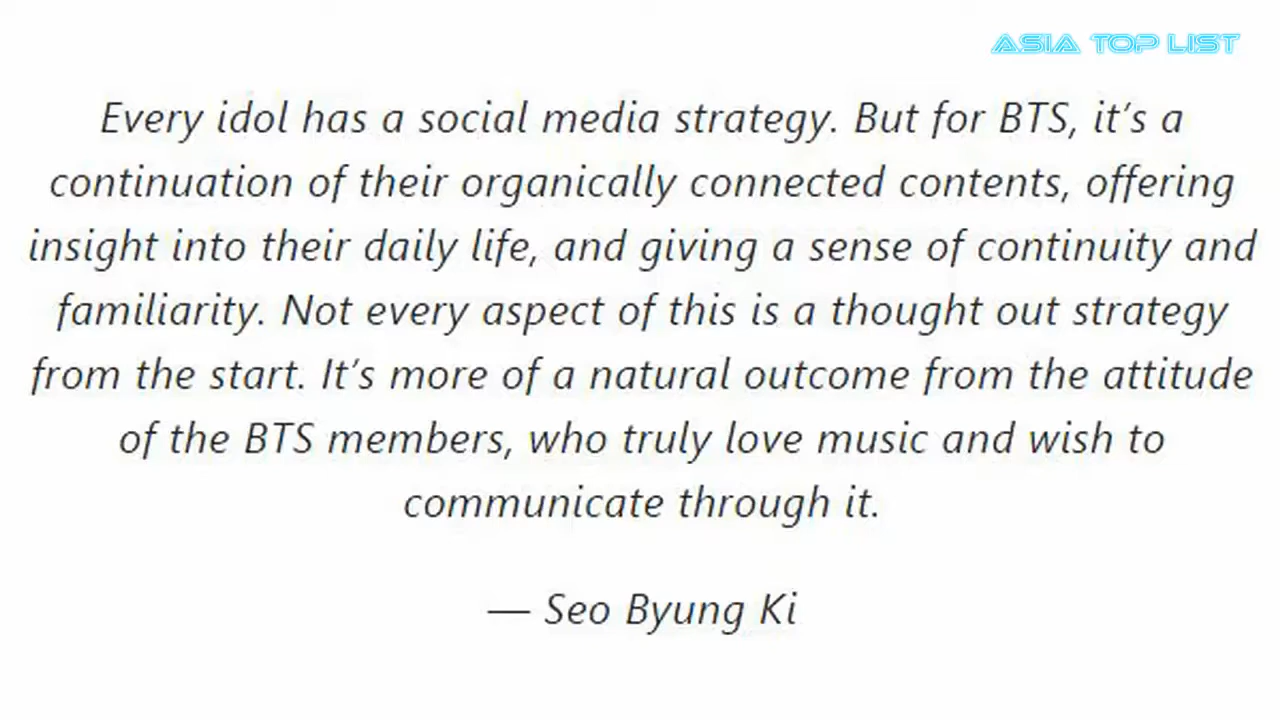 ASIA TOP LIST
Every idol has a social media strategy. But for BTS, it’s a
continuation of their organically connected contents, offering
insight into their daily life, and giving a sense of continuity and
familiarity. Not every aspect of this is a thought out strategy
from the start. It’s more of a natural outcome from the attitude
of the BTS members, who truly love music and wish to
communicate through it.
— Seo Byung Ki